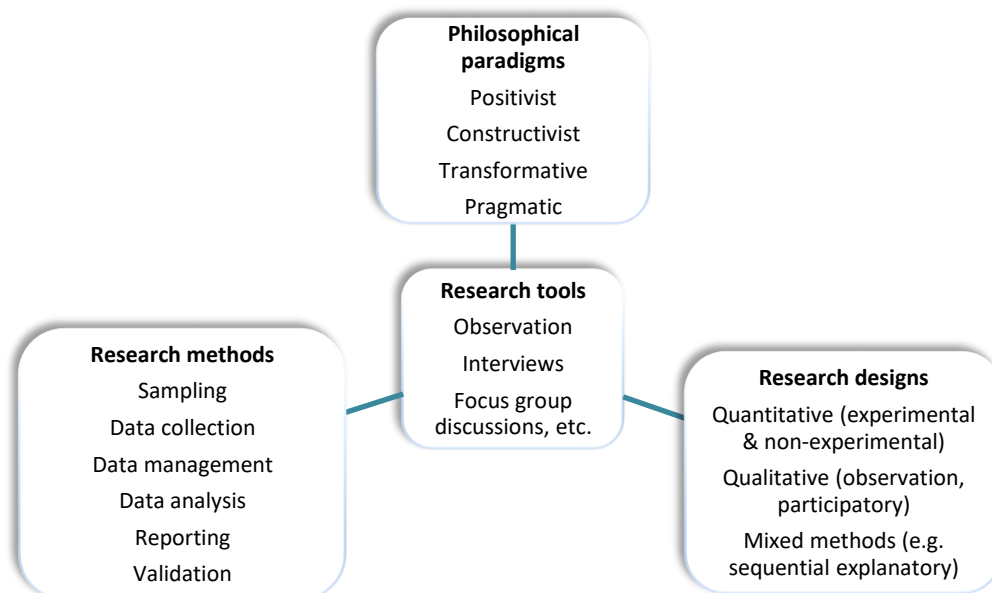 Philosophical
paradigms
Positivist
Constructivist
Transformative
Pragmatic
Research tools
Observation
Interviews
Focus group
discussions, etc.
Research methods
Sampling
Data collection
Data management
Data analysis
Reporting
Validation
Research designs
Quantitative (experimental
& non-experimental)
Qualitative (observation,
participatory)
Mixed methods (e.g.
sequential explanatory)